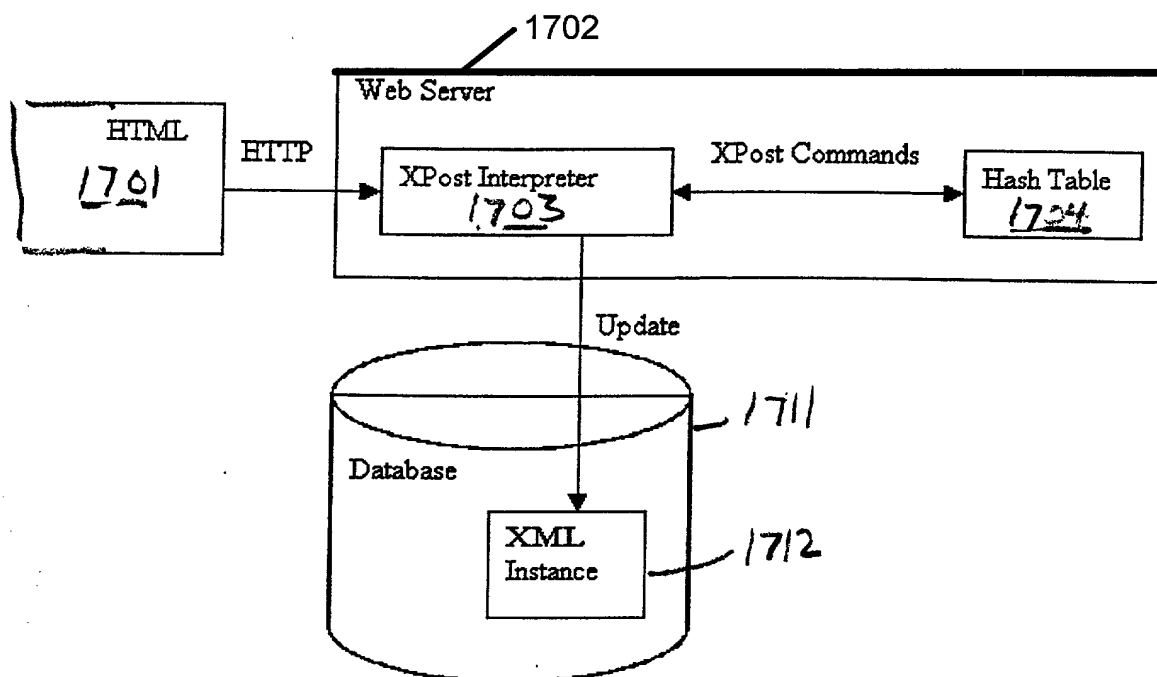 1702
Web Server
HTML
1701
HTTP
XPost Interpreter
1703
XPost Commands
Hash Table
1704
Update
1711
Database
XML
Instance
1712